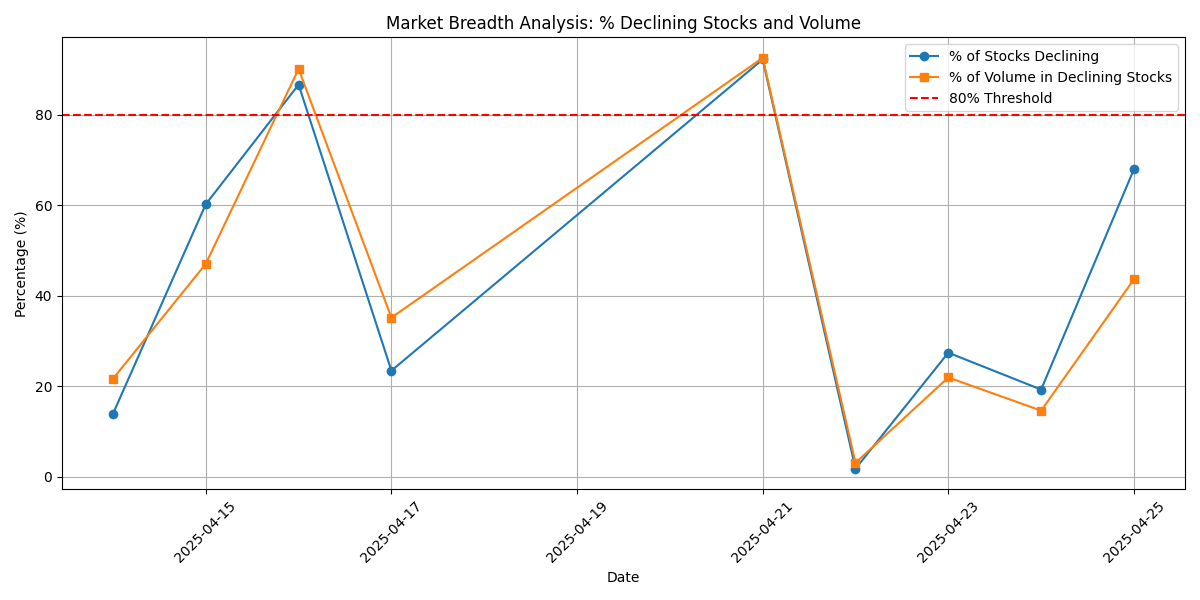 Market Breadth Analysis: % Declining Stocks and Volume
% of Stocks Declining
% of Volume in Declining Stocks
80% Threshold
Percentage (%)
80
60
40
20
0
2025-04-15
2025-04-17
2025-04-19
2025-04-21
2025-04-23
2025-04-25
Date